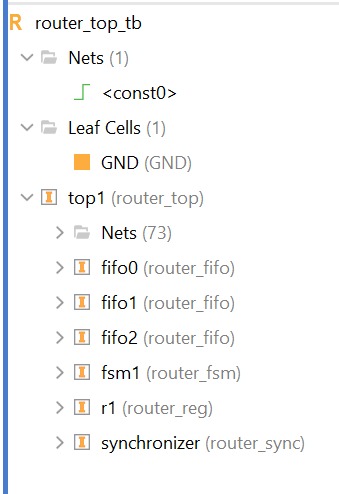 R router_top_tb
Nets (1)
<const0>
Leaf Cells (1)
GND (GND)
top1 (router_top)
Nets (73)
fifo0 (router_fifo)
fifo1 (router_fifo)
fifo2 (router_fifo)
fsm1 (router_fsm)
r1 (router_reg)
synchronizer (router_sync)